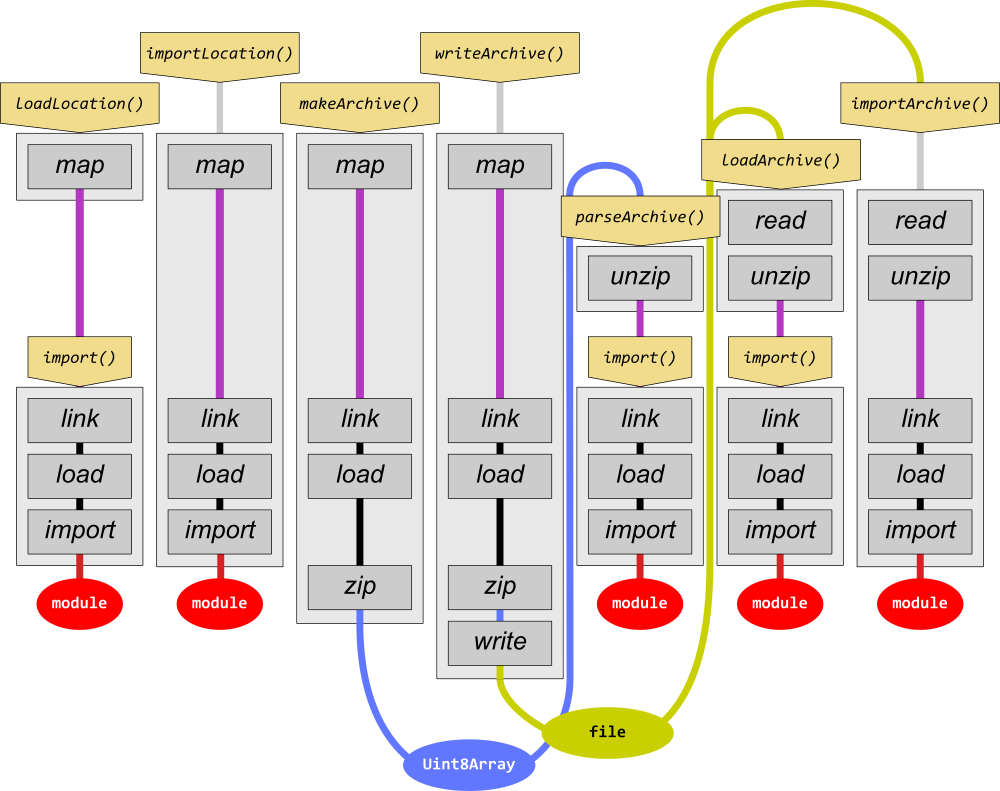 importLocation()
writeArchive()
loadLocation()
makeArchive()
importArchive()
loadArchive()
map
map
map
map
parseArchive()
read
read
unzip
unzip
unzip
import()
import()
import()
link
link
link
link
link
link
link
load
load
load
load
load
load
load
import
import
import
import
import
zip
zip
module
module
module
module
module
write
file
Uint8Array